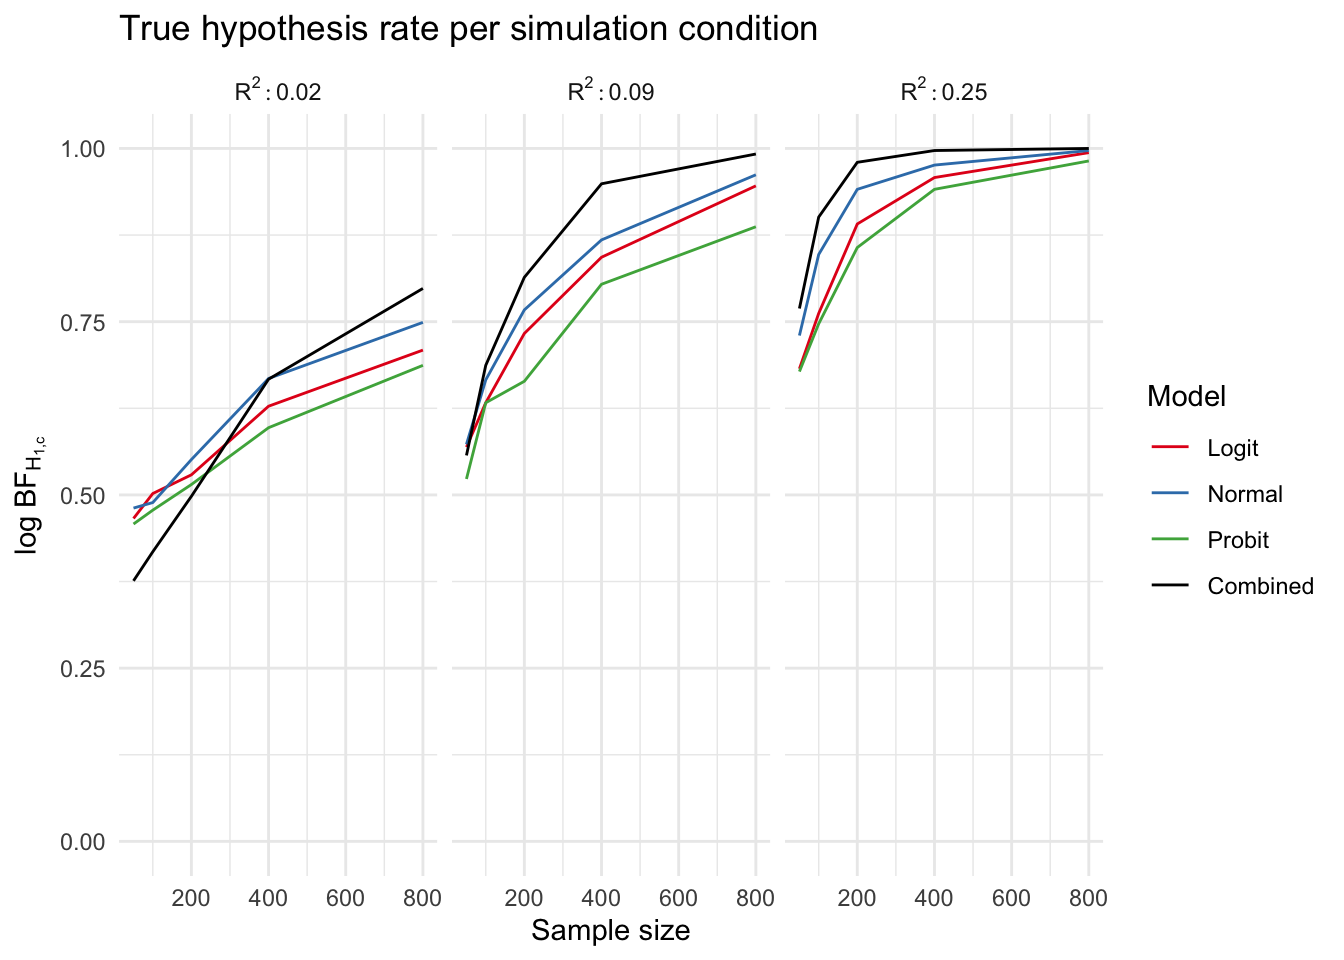 True hypothesis rate per simulation condition
R²: 0.02
R²: 0.09
R²: 0.25
log BF_H₁,c
1.00
0.75
0.50
0.25
0.00
200 400 600 800
200 400 600 800
200 400 600 800
Sample size
Model
Logit
Normal
Probit
Combined